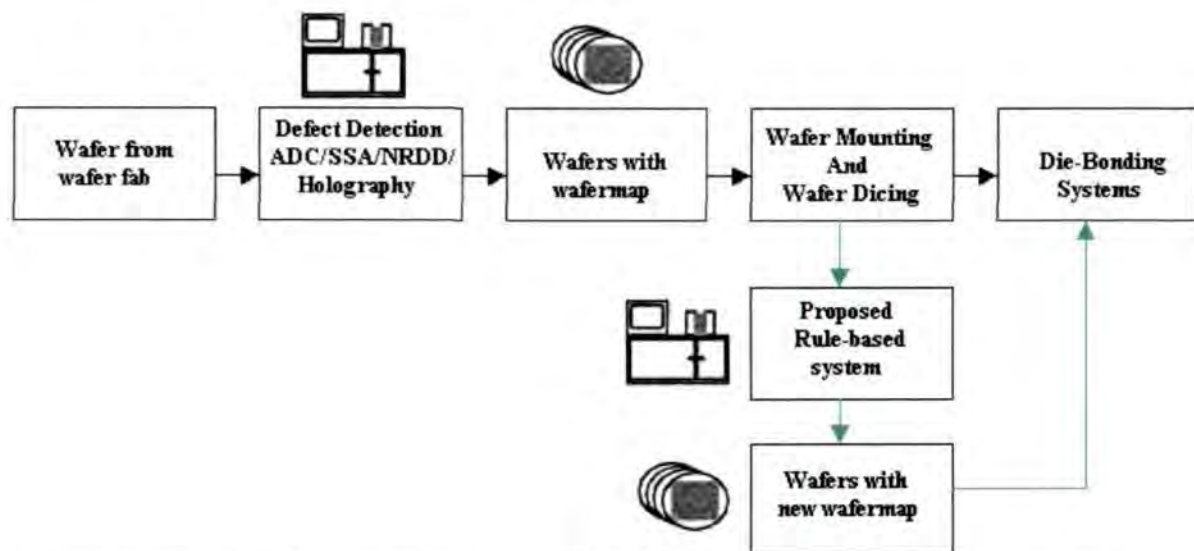 Wafer from
wafer fab
Defect Detection
ADC/SSA/NRDD/
Holography
Wafers with
wafermap
Wafer Mounting
And
Wafer Dicing
Die-Bonding
Systems
Proposed
Rule-based
system
Wafers with
new wafermap